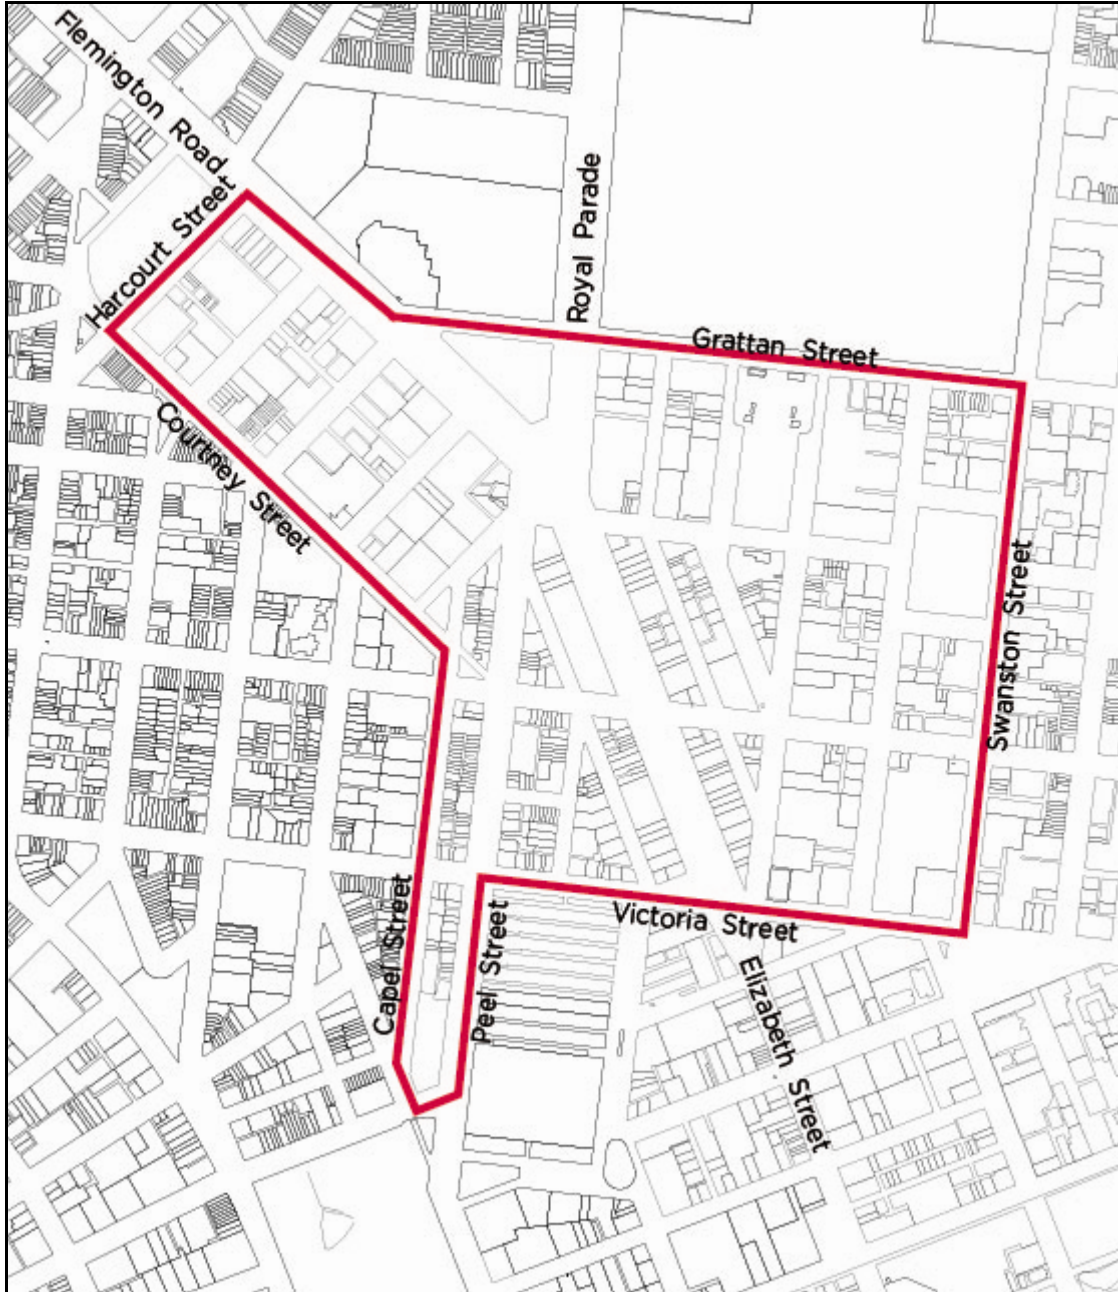 Flemington Road
Harcourt Street
Royal Parade
Grattan Street
Courtney Street
Swanston Street
Capel Street
Peel Street
Victoria Street
Elizabeth Street